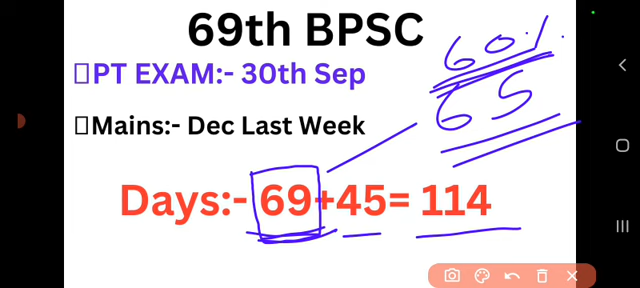 69th BPSC
PT EXAM:- 30th Sep
60%
65
Mains:- Dec Last Week
Days:- 69+45= 114